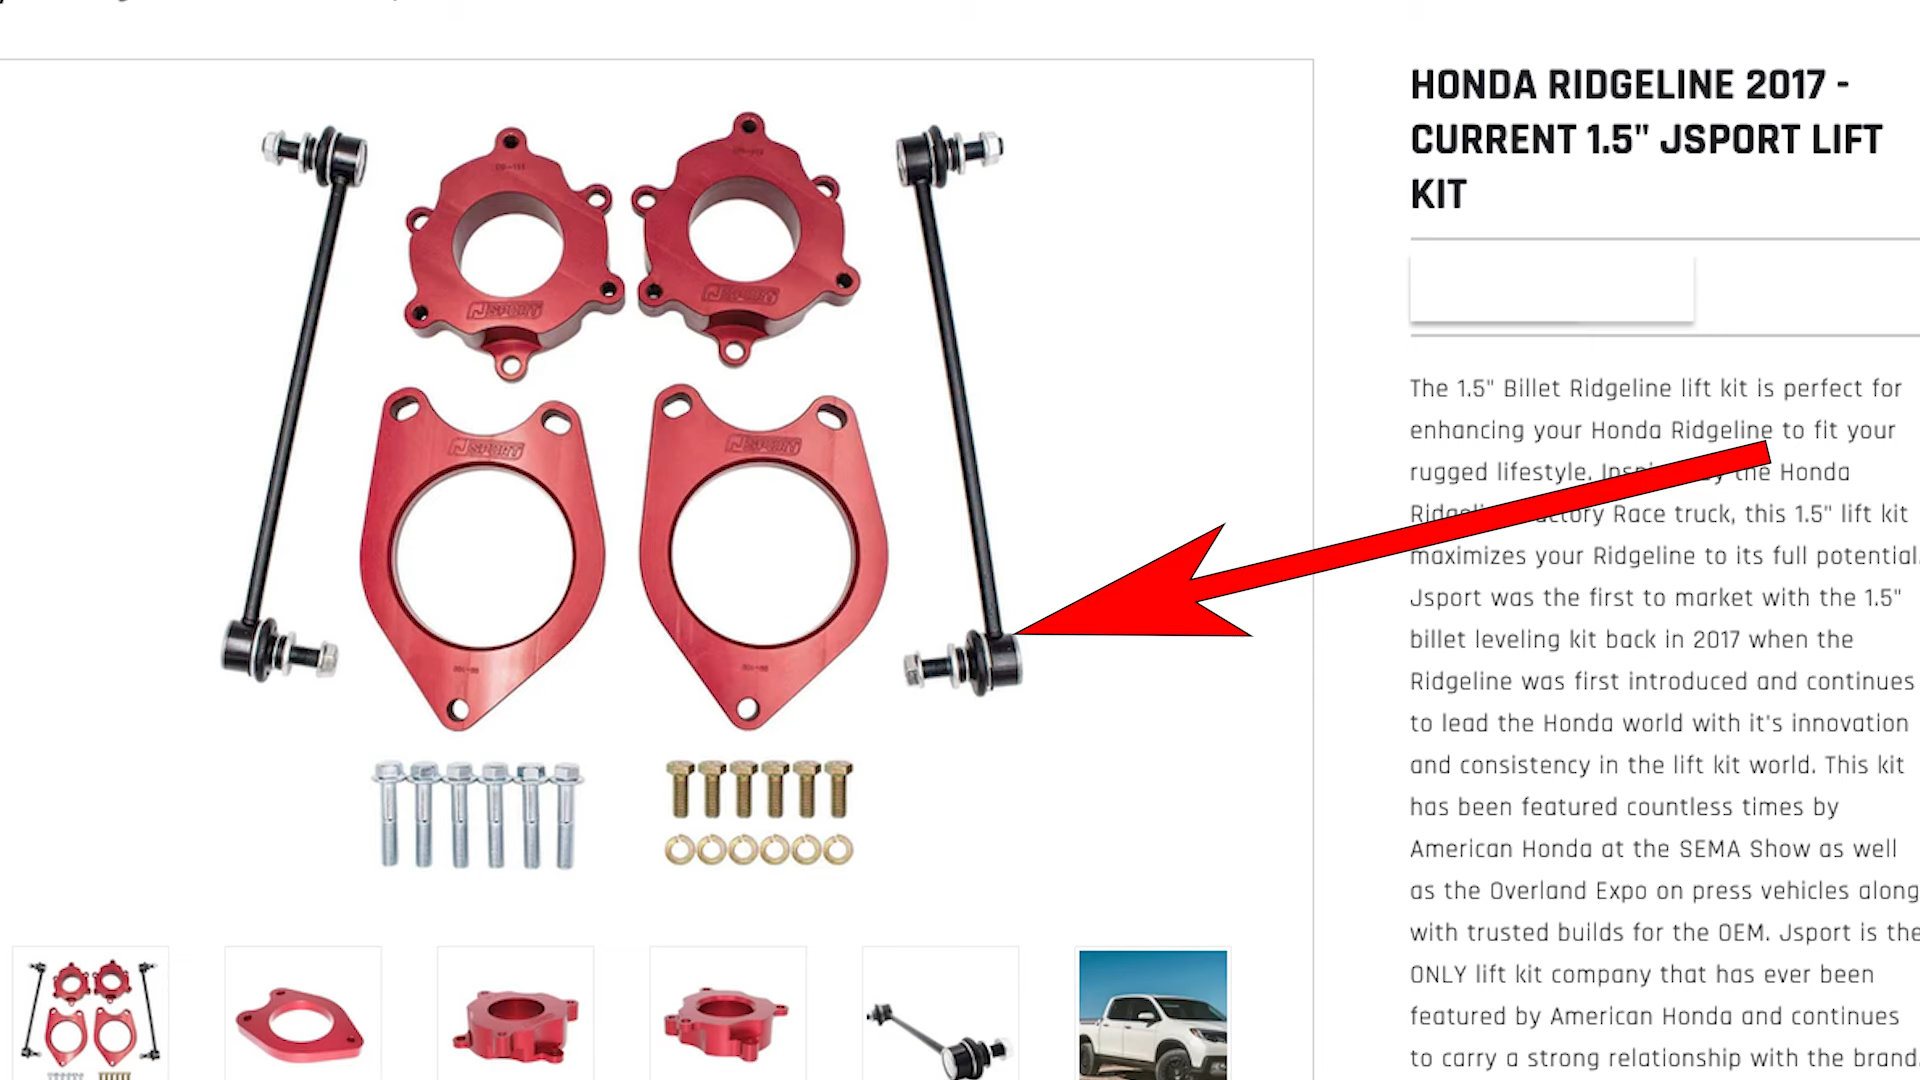 HONDA RIDGELINE 2017 -
CURRENT 1.5" JSPORT LIFT
KIT
JSPORT
JSPORT
JSPORT
JSPORT
The 1.5" Billet Ridgeline lift kit is perfect for
enhancing your Honda Ridgeline to fit your
rugged lifestyle. the Honda
Race truck, this 1.5" lift kit
maximizes your Ridgeline to its full potential.
Jsport was the first to market with the 1.5"
billet leveling kit back in 2017 when the
Ridgeline was first introduced and continues
to lead the Honda world with it's innovation
and consistency in the lift kit world. This kit
has been featured countless times by
American Honda at the SEMA Show as well
as the Overland Expo on press vehicles along
with trusted builds for the OEM. Jsport is the
ONLY lift kit company that has ever been
featured by American Honda and continues
to carry a strong relationship with the brand.